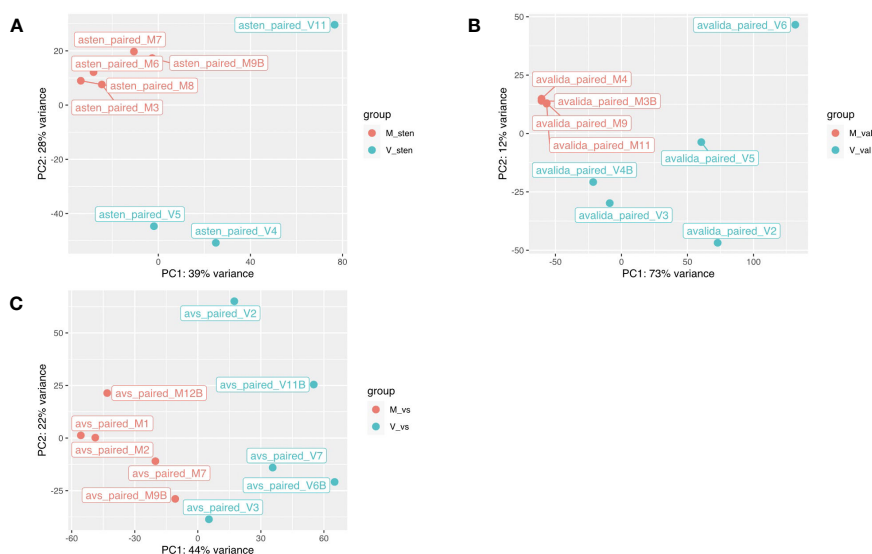 A
asten_paired_V11
asten_paired_M7
asten_paired_M6
asten_paired_M9B
asten_paired_M8
asten_paired_M3
asten_paired_V5
asten_paired_V4
20
0
-20
-40
0
40
80
PC1: 39% variance
PC2: 28% variance
group
M_sten
V_sten
B
avalida_paired_V6
avalida_paired_M4
avalida_paired_M3B
avalida_paired_M9
avalida_paired_M11
avalida_paired_V5
avalida_paired_V4B
avalida_paired_V3
avalida_paired_V2
50
25
0
-25
-50
-50
0
50
100
PC1: 73% variance
PC2: 12% variance
group
M_val
V_val
C
avs_paired_V2
avs_paired_V11B
avs_paired_M12B
avs_paired_M1
avs_paired_M2
avs_paired_M7
avs_paired_V7
avs_paired_V6B
avs_paired_M9B
avs_paired_V3
50
25
0
-25
-60
-30
0
30
60
PC1: 44% variance
PC2: 22% variance
group
M_vs
V_vs